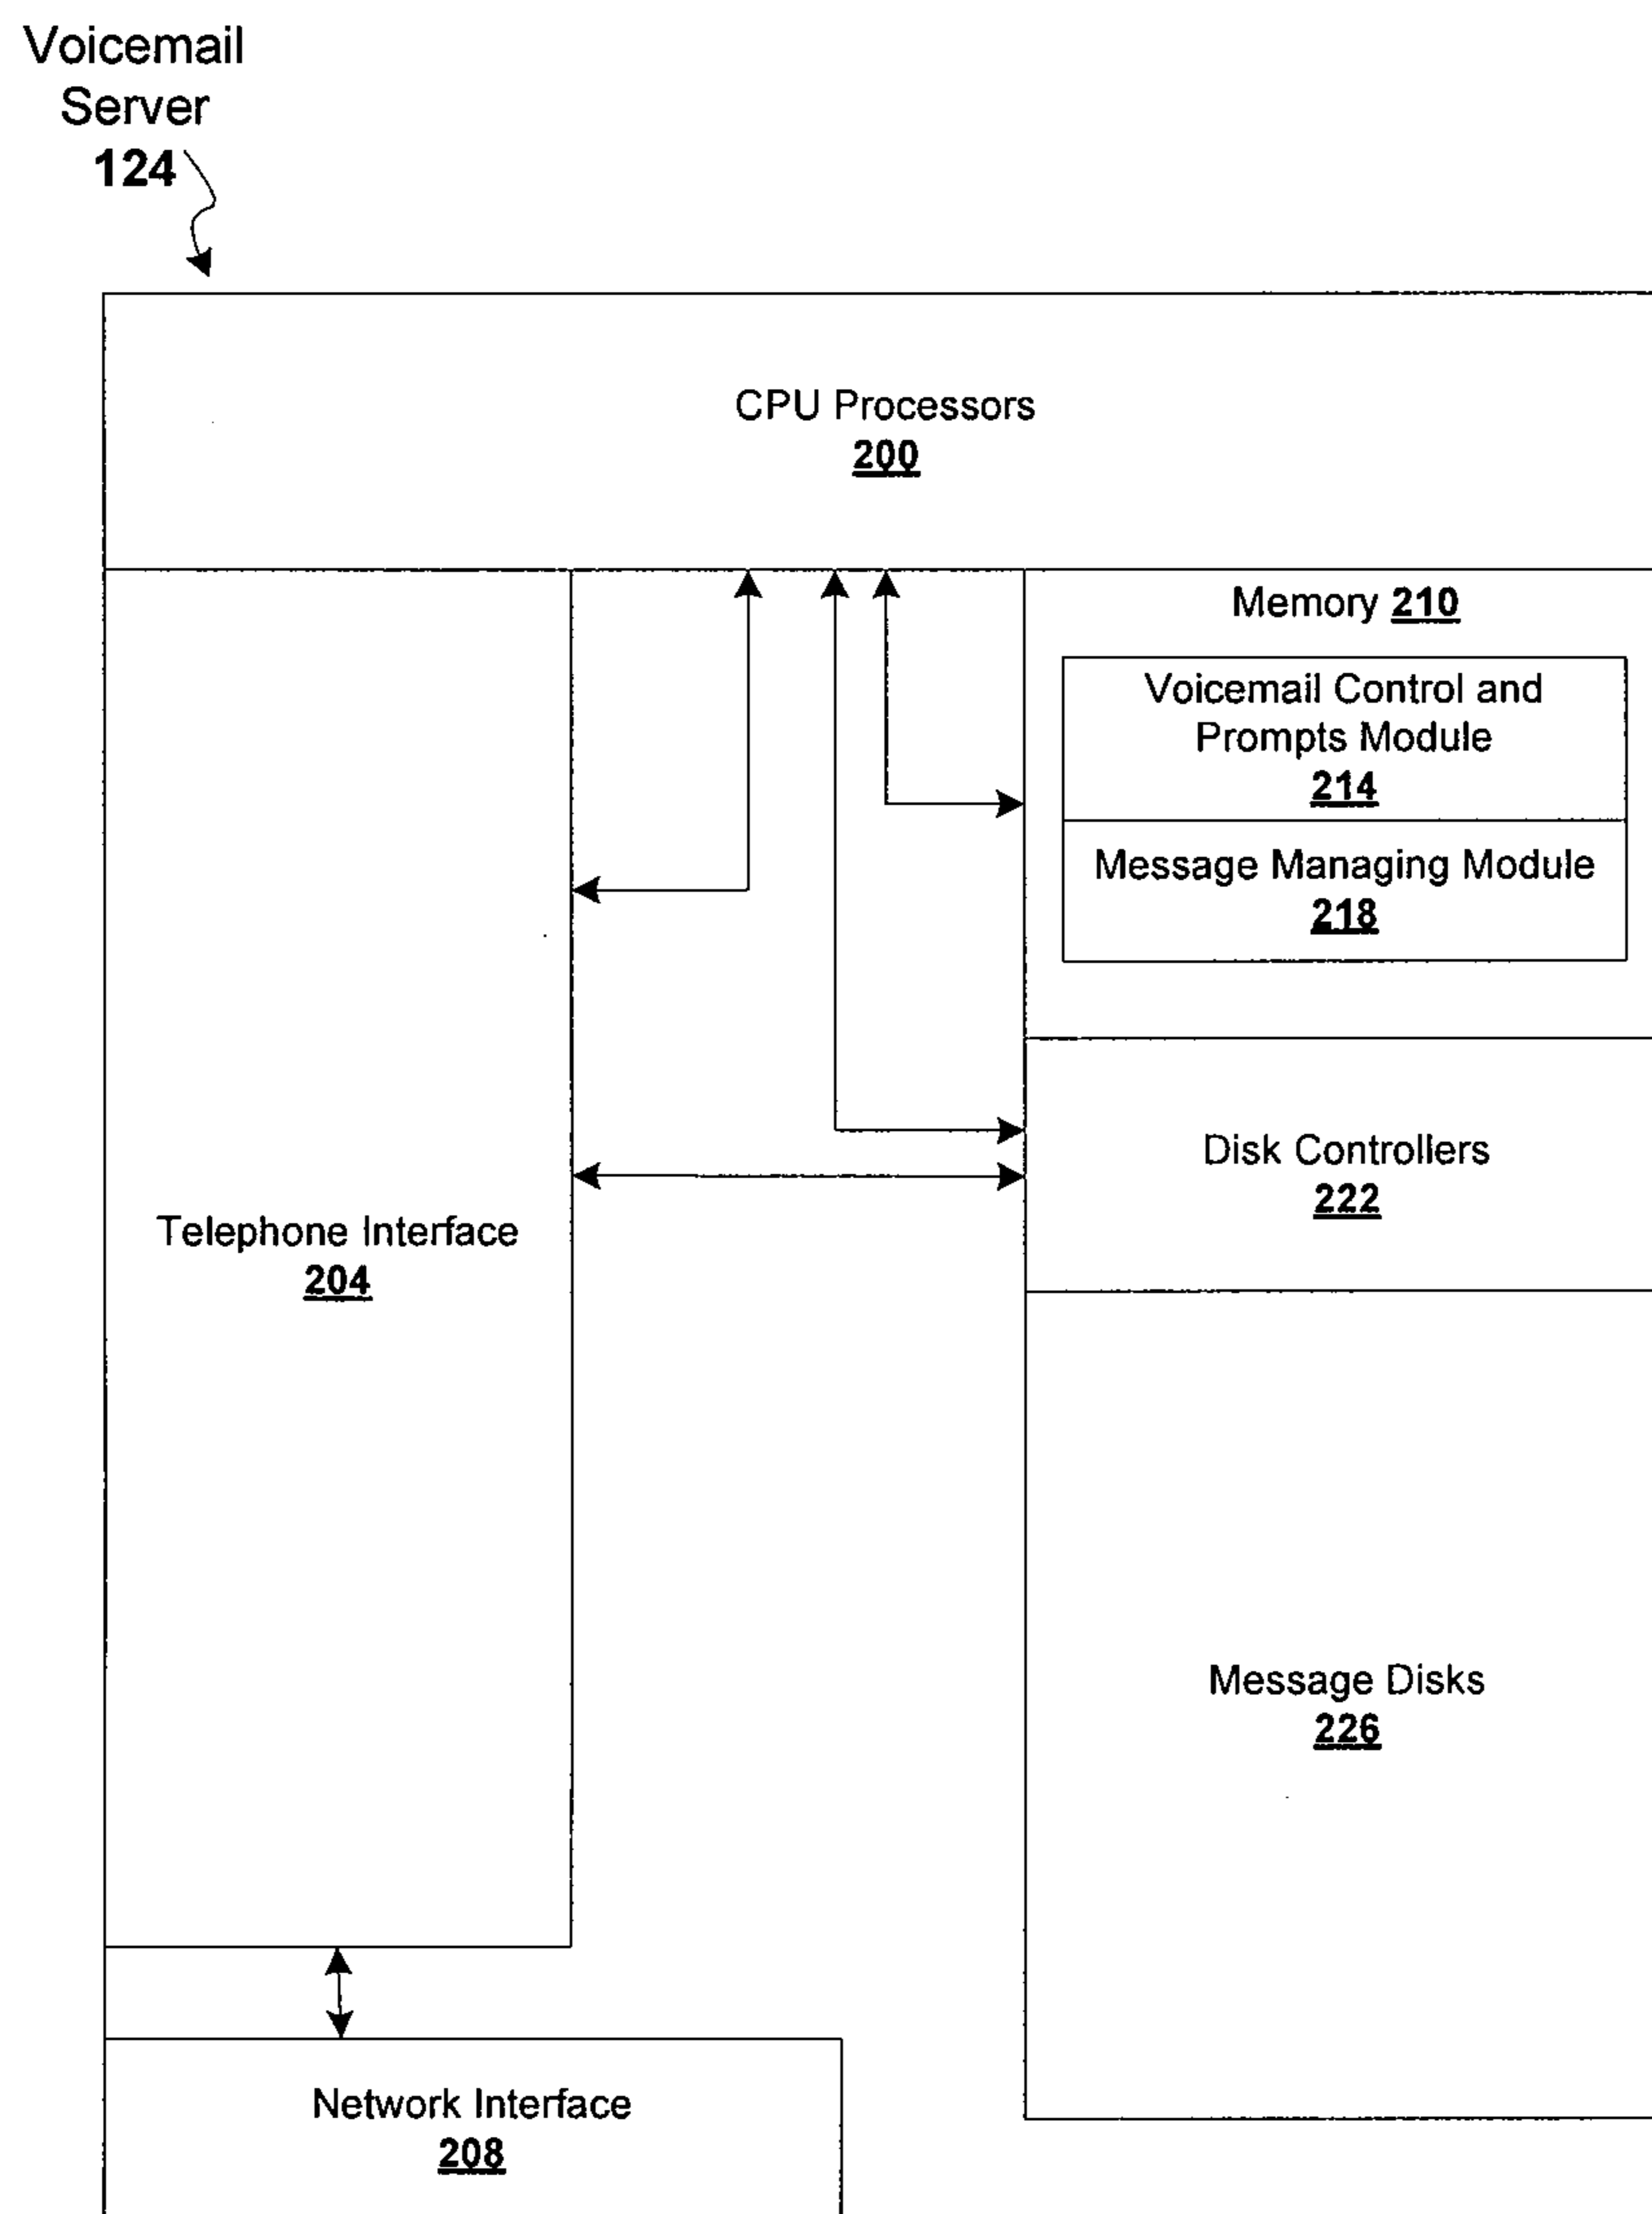 Voicemail
Server
124
CPU Processors
200
Memory 210
Voicemail Control and
Prompts Module
214
Message Managing Module
218
Disk Controllers
222
Telephone Interface
204
Message Disks
226
Network Interface
208